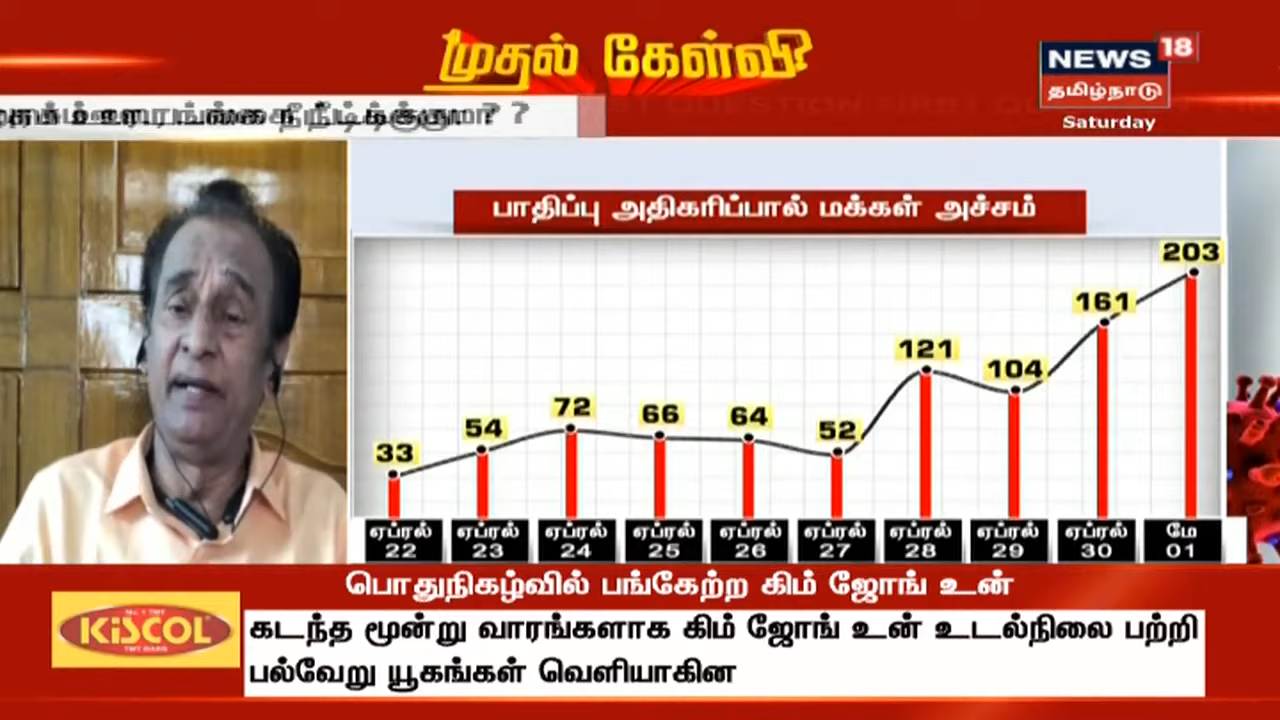 முதல் கேள்வி?
NEWS 18
தமிழ்நாடு
Saturday
பாதிப்பு அதிகரிப்பால் மக்கள் அச்சம்
33 54 72 66 64 52 121 104 161 203
ஏப்ரல் 22 ஏப்ரல் 23 ஏப்ரல் 24 ஏப்ரல் 25 ஏப்ரல் 26 ஏப்ரல் 27 ஏப்ரல் 28 ஏப்ரல் 29 ஏப்ரல் 30 மே 01
பொதுநிகழ்வில் பங்கேற்ற கிம் ஜோங் உன்
KiSCOL
கடந்த மூன்று வாரங்களாக கிம் ஜோங் உன் உடல்நிலை பற்றி
பல்வேறு யூகங்கள் வெளியாகின